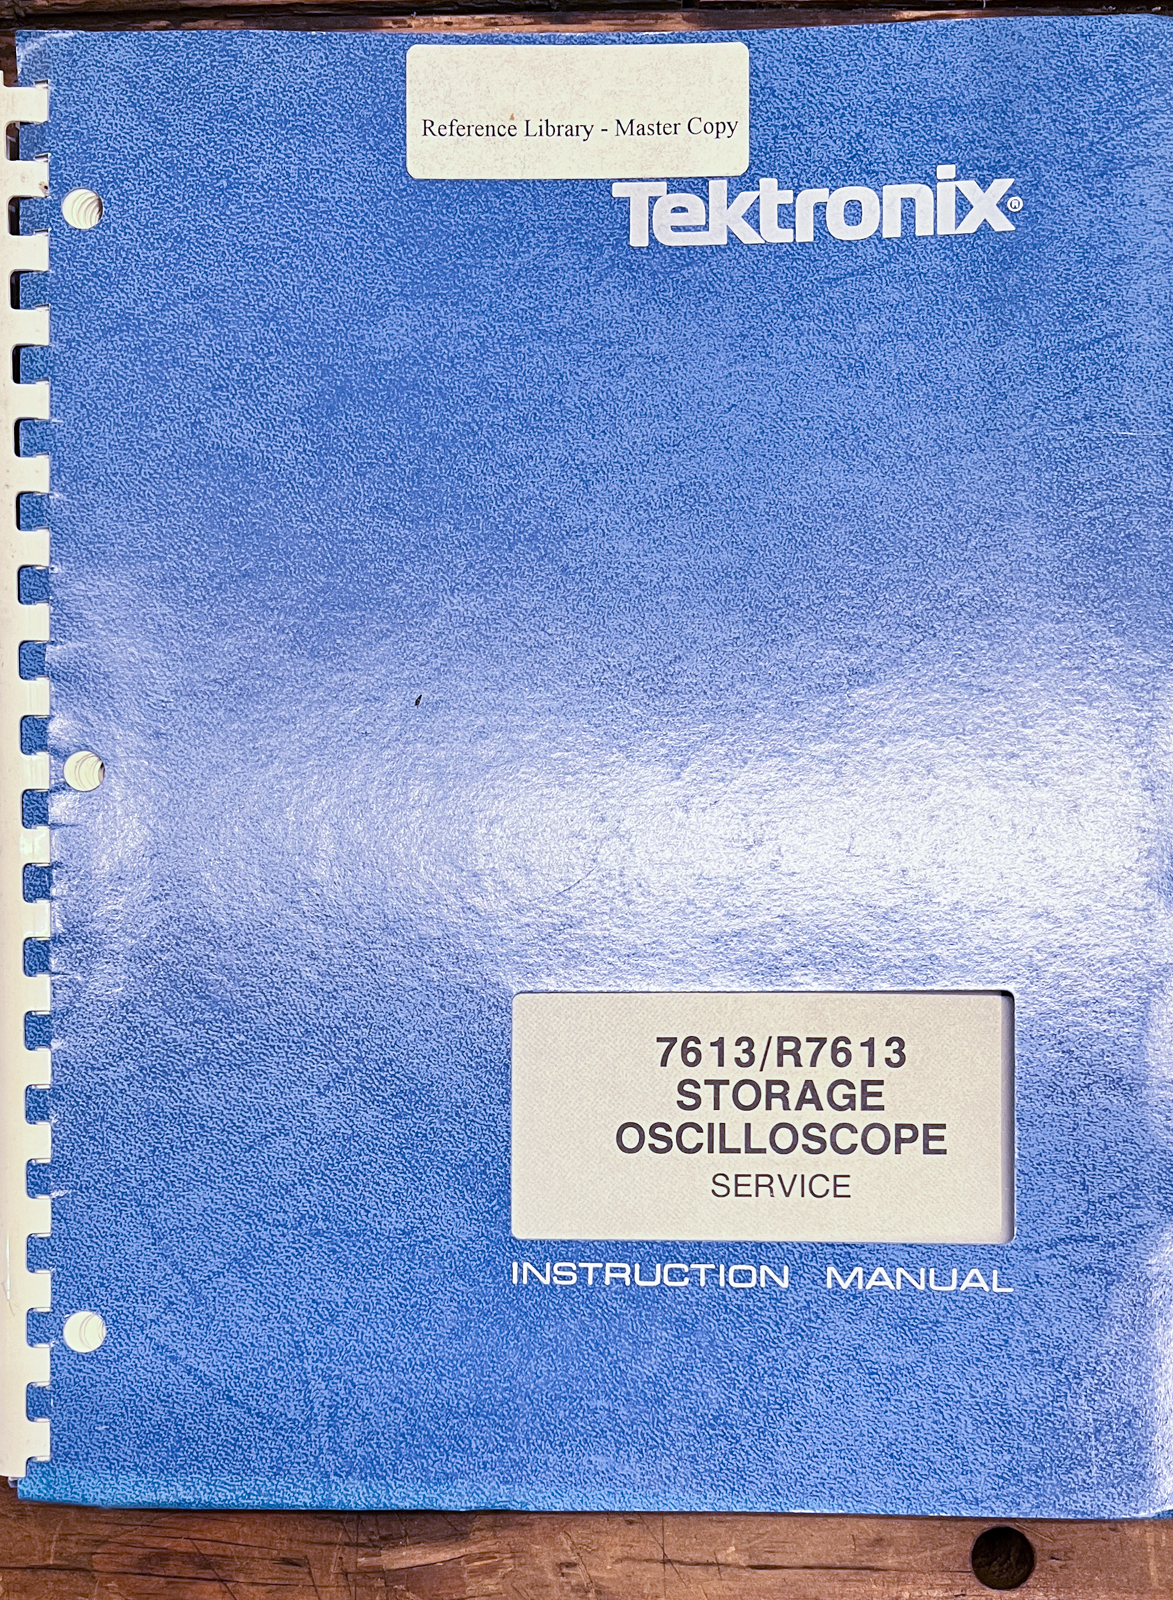 Reference Library - Master Copy
Tektronix®
7613/R7613
STORAGE
OSCILLOSCOPE
SERVICE
INSTRUCTION MANUAL